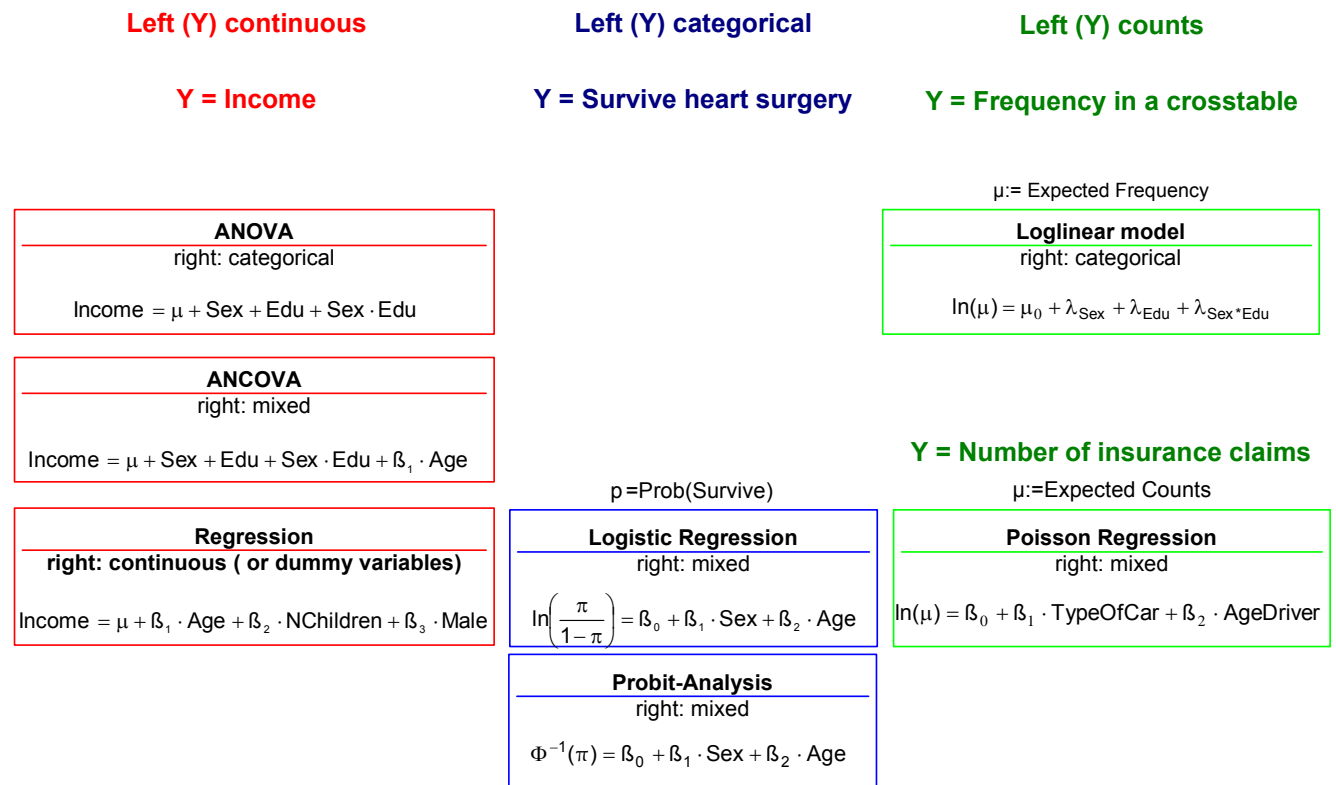 Left (Y) continuous
Y = Income
ANOVA
right: categorical
Income = μ + Sex + Edu + Sex · Edu
ANCOVA
right: mixed
Income = μ + Sex + Edu + Sex · Edu + ß₁ · Age
Regression
right: continuous ( or dummy variables)
Income = μ + ß₁ · Age + ß₂ · NChildren + ß₃ · Male
Left (Y) categorical
Y = Survive heart surgery
p =Prob(Survive)
Logistic Regression
right: mixed
ln(π / 1 − π) = ß₀ + ß₁ · Sex + ß₂ · Age
Probit-Analysis
right: mixed
Φ⁻¹(π) = ß₀ + ß₁ · Sex + ß₂ · Age
Left (Y) counts
Y = Frequency in a crosstable
μ:= Expected Frequency
Loglinear model
right: categorical
ln(μ) = μ₀ + λ_Sex + λ_Edu + λ_Sex*Edu
Y = Number of insurance claims
μ:=Expected Counts
Poisson Regression
right: mixed
ln(μ) = ß₀ + ß₁ · TypeOfCar + ß₂ · AgeDriver